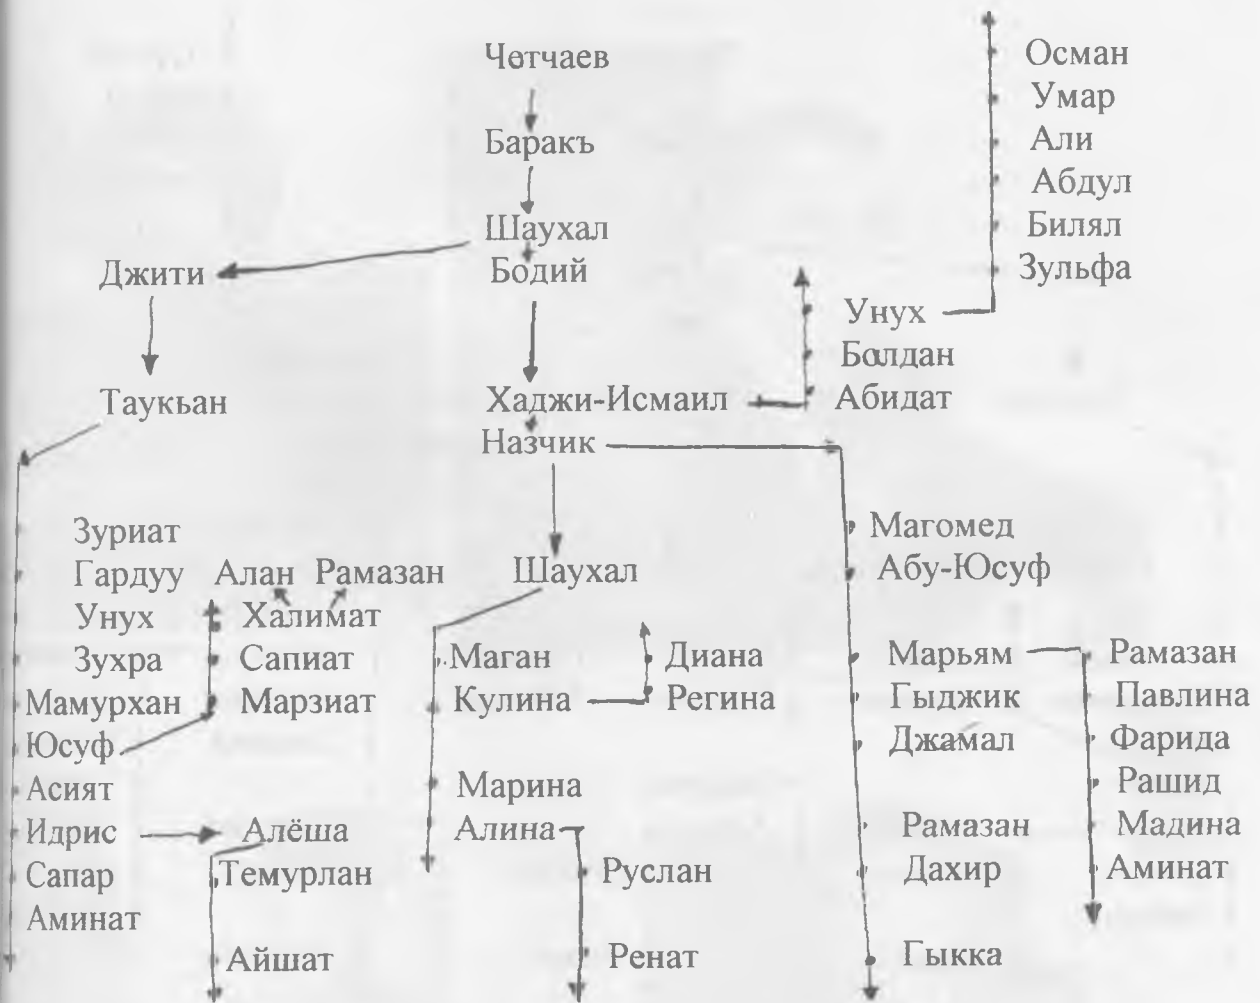 Чотчаев
Баракъ
Шаухал
Бодий
Джити
Таукьан
Хаджи-Исмаил
Назчик
Осман
Умар
Али
Абдул
Билял
Зульфа
Унух
Болдан
Абидат
Зуриат
Гардуу
Унух
Зухра
Мамурхан
Юсуф
Асият
Идрис
Сапар
Аминат
Алан Рамазан
Халимат
Сапиат
Марзиат
Алёша
Темурлан
Айшат
Шаухал
Маган
Кулина
Марина
Алина
Диана
Регина
Руслан
Ренат
Магомед
Абу-Юсуф
Марьям
Гыджик
Джамал
Рамазан
Дахир
Гыкка
Рамазан
Павлина
Фарида
Рашид
Мадина
Аминат